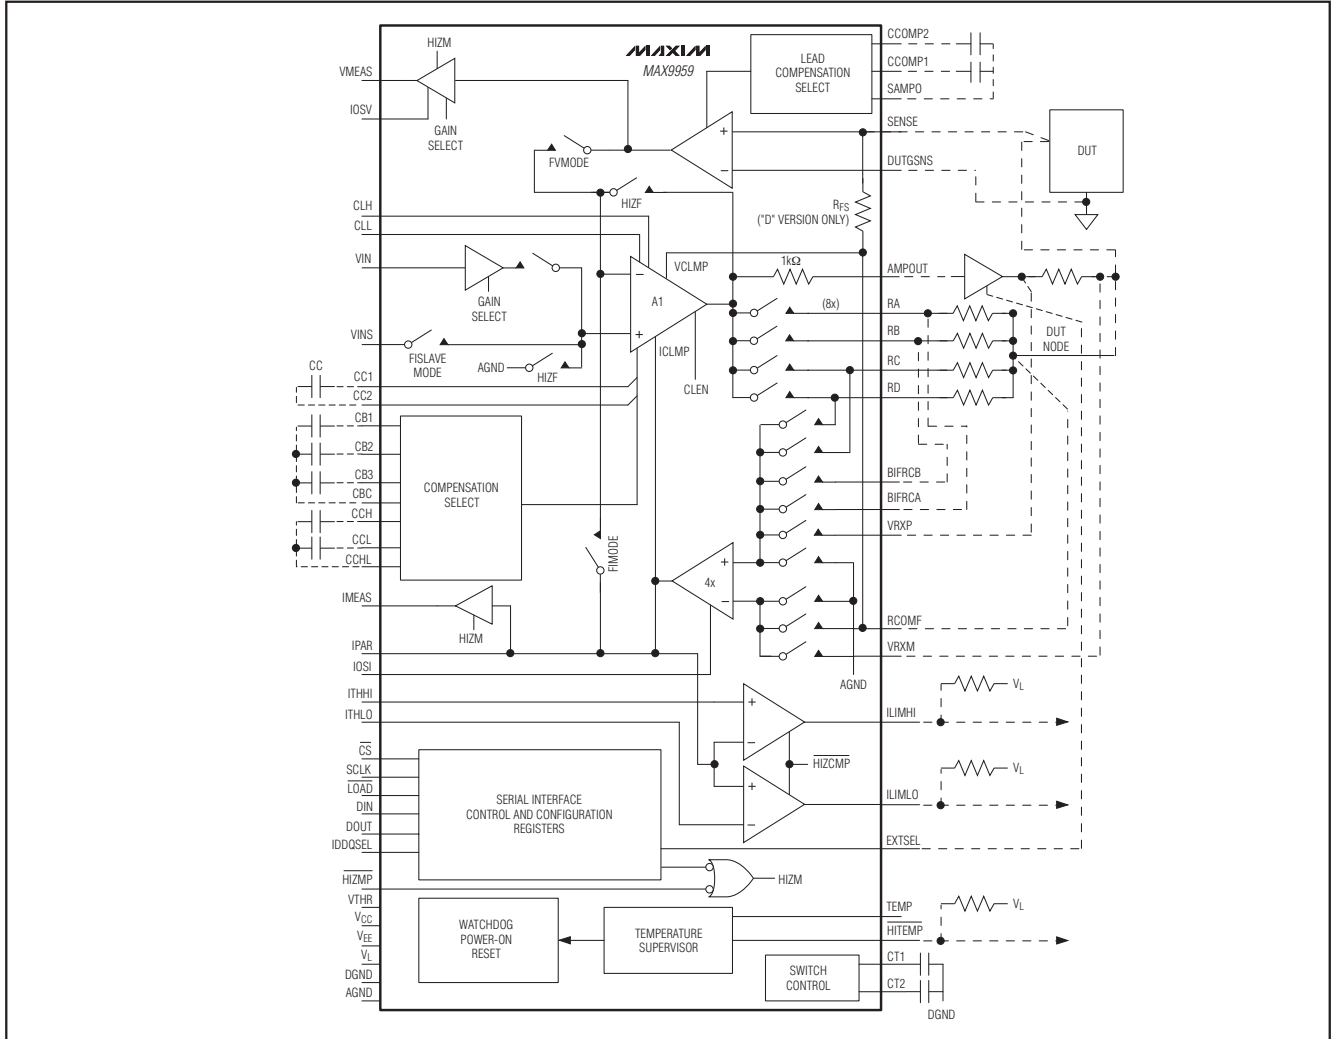 MAXIM
MAX9959
HIZM
VMEAS
IOSV
GAIN
SELECT
LEAD
COMPENSATION
SELECT
CCOMP2
CCOMP1
SAMPO
SENSE
DUTGSNS
DUT
+
−
FVMODE
HIZF
RFS
("D" VERSION ONLY)
CLH
CLL
VIN
GAIN
SELECT
VINS
FISLAVE
MODE
AGND
HIZF
−
A1
+
VCLMP
ICLMP
CLEN
1kΩ
(8x)
AMPOUT
RA
RB
RC
RD
DUT
NODE
CC
CC1
CC2
CB1
CB2
CB3
CBC
CCH
CCL
CCHL
COMPENSATION
SELECT
BIFRCB
BIFRCA
VRXP
FIMODE
+
4x
−
IMEAS
HIZM
IPAR
IOSI
RCOMF
VRXM
AGND
ITHHI
ITHLO
+
−
+
−
HIZCMP
ILIMHI
VL
ILIMLO
VL
CS
SCLK
LOAD
DIN
DOUT
IDDQSEL
SERIAL INTERFACE
CONTROL AND CONFIGURATION
REGISTERS
EXTSEL
HIZMP
HIZM
VTHR
VCC
VEE
VL
DGND
AGND
WATCHDOG
POWER-ON
RESET
TEMPERATURE
SUPERVISOR
TEMP
HITEMP
VL
SWITCH
CONTROL
CT1
CT2
DGND